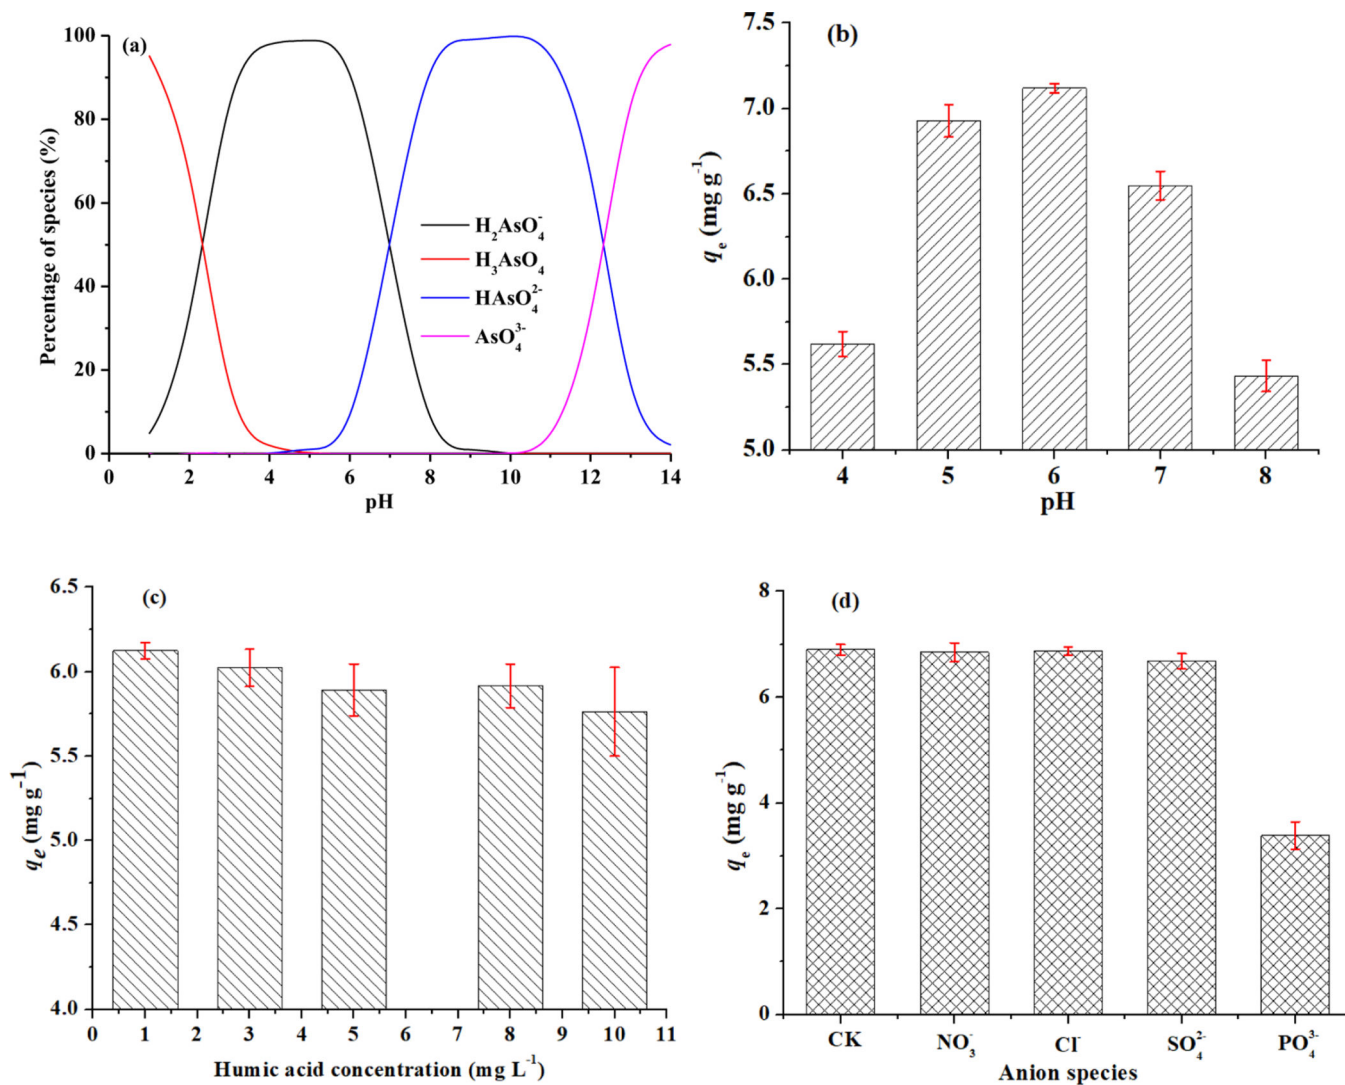 (a)
100
80
60
40
20
0
Percentage of species (%)
H₂AsO₄⁻
H₃AsO₄
HAsO₄²⁻
AsO₄³⁻
0 2 4 6 8 10 12 14
pH
(b)
7.5
7.0
6.5
6.0
5.5
5.0
qₑ (mg g⁻¹)
4 5 6 7 8
pH
(c)
6.5
6.0
5.5
5.0
4.5
4.0
qe (mg g⁻¹)
0 1 2 3 4 5 6 7 8 9 10 11
Humic acid concentration (mg L⁻¹)
(d)
8
6
4
2
0
qₑ (mg g⁻¹)
CK NO₃⁻ Cl⁻ SO₄²⁻ PO₄³⁻
Anion species